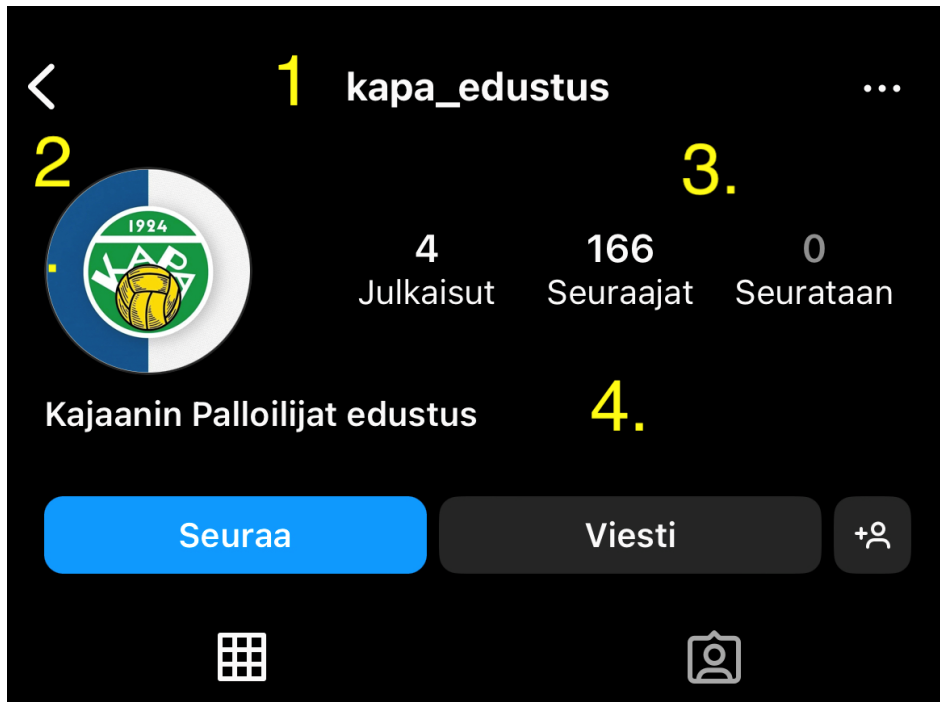 1 kapa_edustus ...
2 3.
1924
KAPA
4 166 0
Julkaisut Seuraajat Seurataan
Kajaanin Palloilijat edustus 4.
Seuraa Viesti